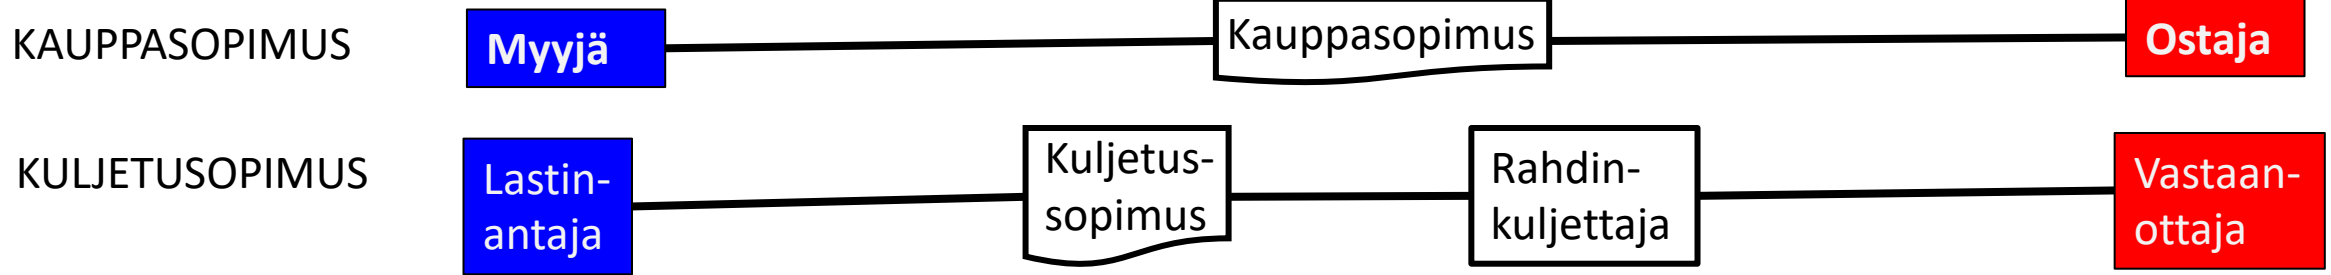 KAUPPASOPIMUS
Myyjä
Kauppasopimus
Ostaja
KULJETUSOPIMUS
Lastin-
antaja
Kuljetus-
sopimus
Rahdin-
kuljettaja
Vastaan-
ottaja